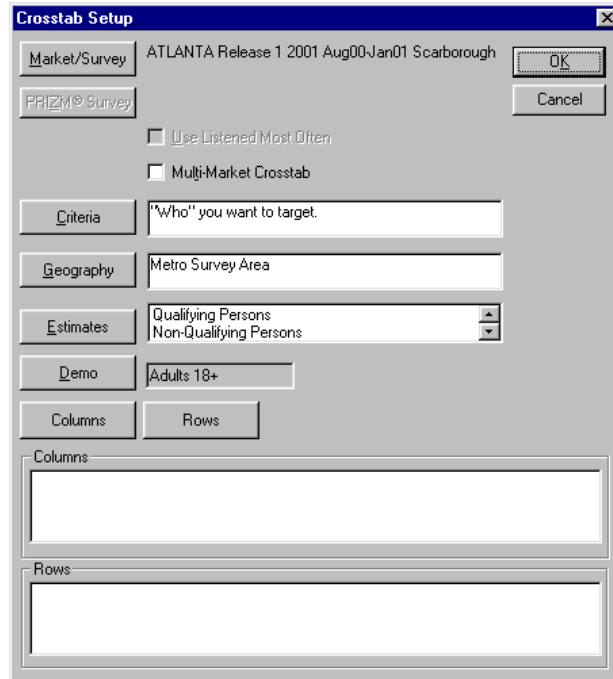 Crosstab Setup
Market/Survey
ATLANTA Release 1 2001 Aug00-Jan01 Scarborough
OK
PRIZM® Survey
Cancel
Use Listened Most Often
Multi-Market Crosstab
Criteria
"Who" you want to target.
Geography
Metro Survey Area
Estimates
Qualifying Persons
Non-Qualifying Persons
Demo
Adults 18+
Columns
Rows
Columns
Rows